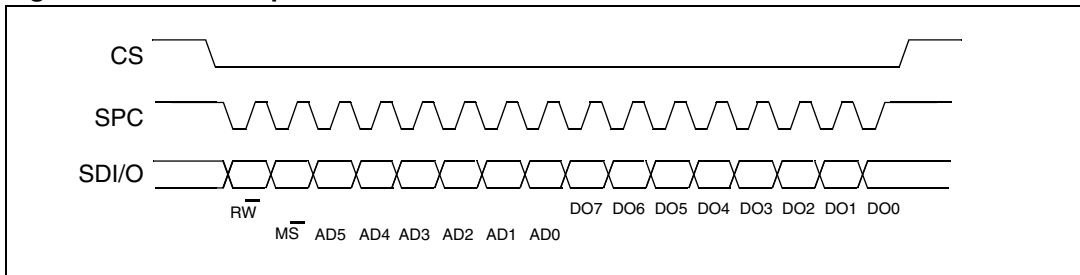 CS
SPC
SDI/O
RW̅
DO7 DO6 DO5 DO4 DO3 DO2 DO1 DO0
MS̅ AD5 AD4 AD3 AD2 AD1 AD0